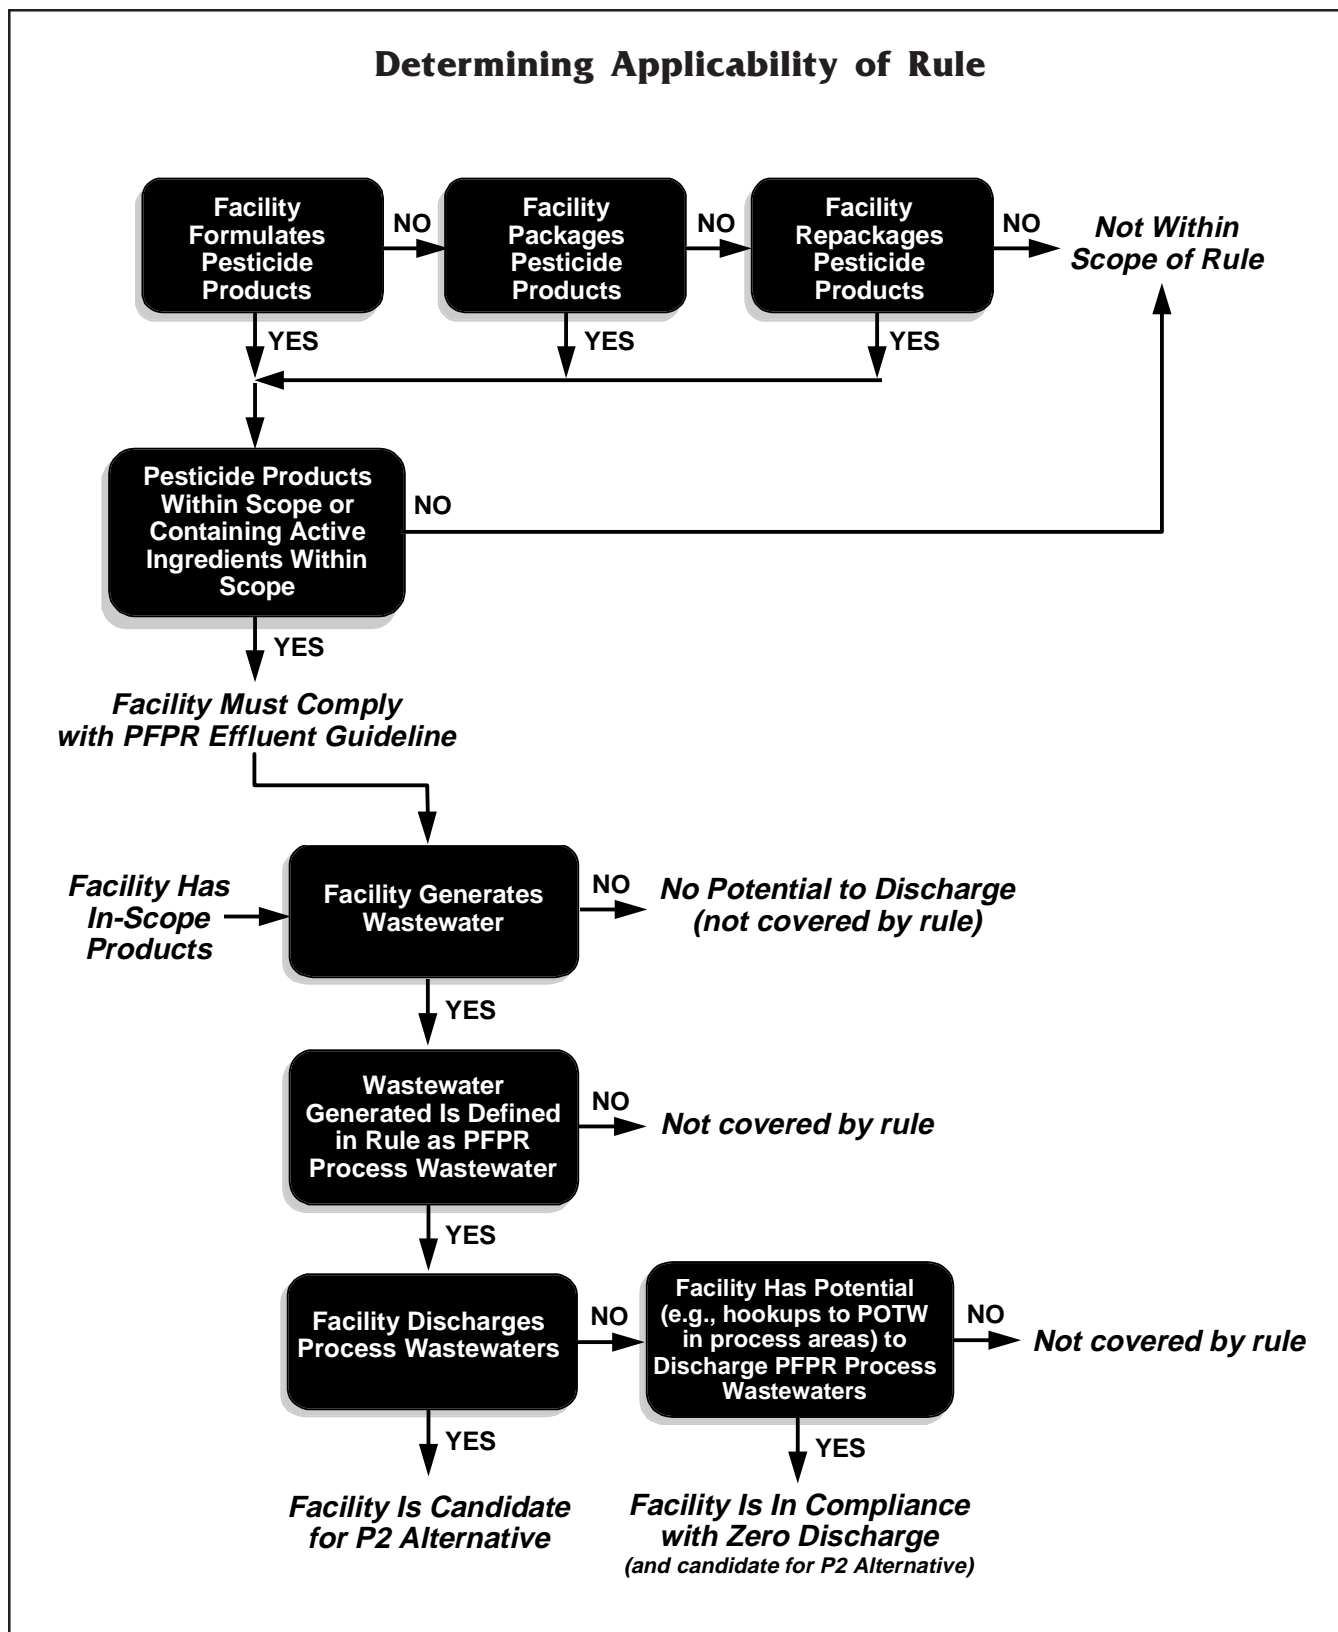 Determining Applicability of Rule
Facility
Formulates
Pesticide
Products
NO
Facility
Packages
Pesticide
Products
NO
Facility
Repackages
Pesticide
Products
NO
Not Within
Scope of Rule
YES
YES
YES
Pesticide Products
Within Scope or
Containing Active
Ingredients Within
Scope
NO
YES
Facility Must Comply
with PFPR Effluent Guideline
Facility Has
In-Scope
Products
Facility Generates
Wastewater
NO
No Potential to Discharge
(not covered by rule)
YES
Wastewater
Generated Is Defined
in Rule as PFPR
Process Wastewater
NO
Not covered by rule
YES
Facility Discharges
Process Wastewaters
NO
Facility Has Potential
(e.g., hookups to POTW
in process areas) to
Discharge PFPR Process
Wastewaters
NO
Not covered by rule
YES
YES
Facility Is Candidate
for P2 Alternative
Facility Is In Compliance
with Zero Discharge
(and candidate for P2 Alternative)